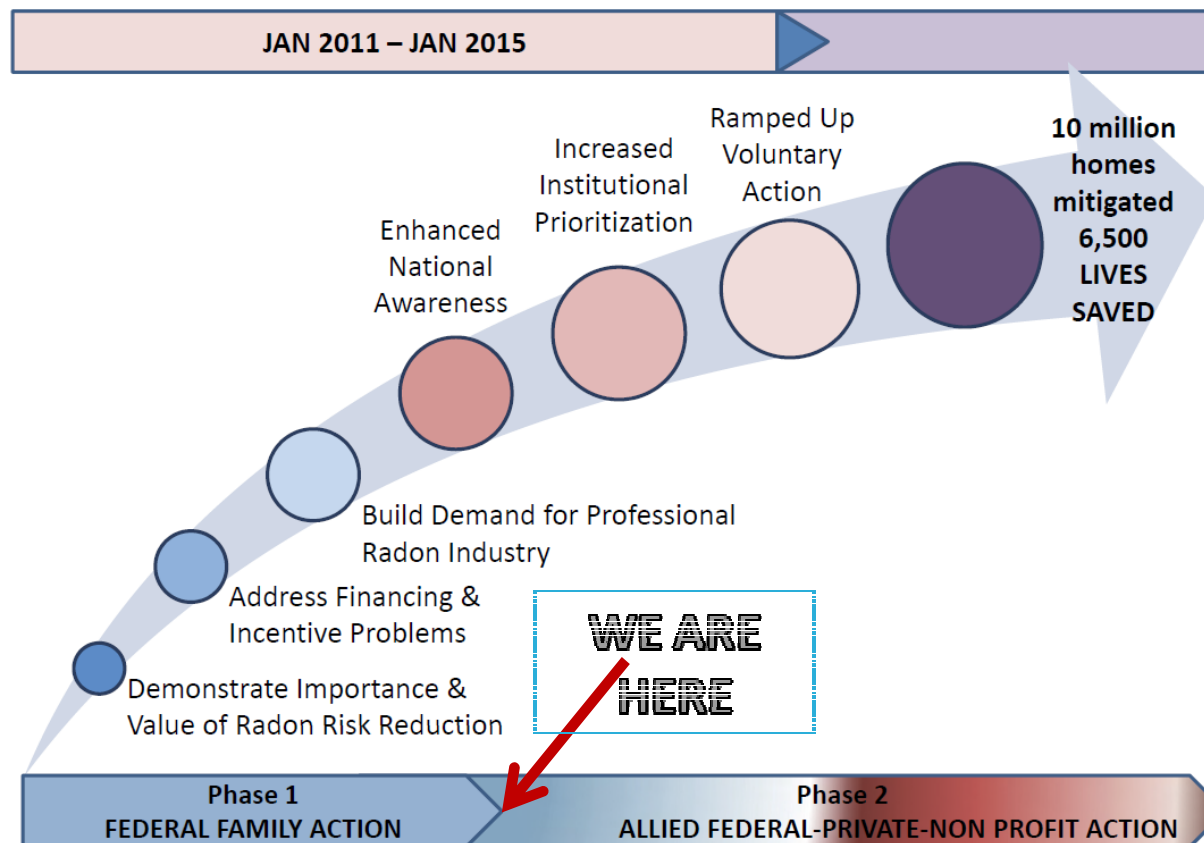 JAN 2011 – JAN 2015
Ramped Up
Voluntary
Action
10 million
homes
mitigated
6,500
LIVES
SAVED
Increased
Institutional
Prioritization
Enhanced
National
Awareness
Build Demand for Professional
Radon Industry
Address Financing &
Incentive Problems
Demonstrate Importance &
Value of Radon Risk Reduction
WE ARE
HERE
Phase 1
FEDERAL FAMILY ACTION
Phase 2
ALLIED FEDERAL-PRIVATE-NON PROFIT ACTION